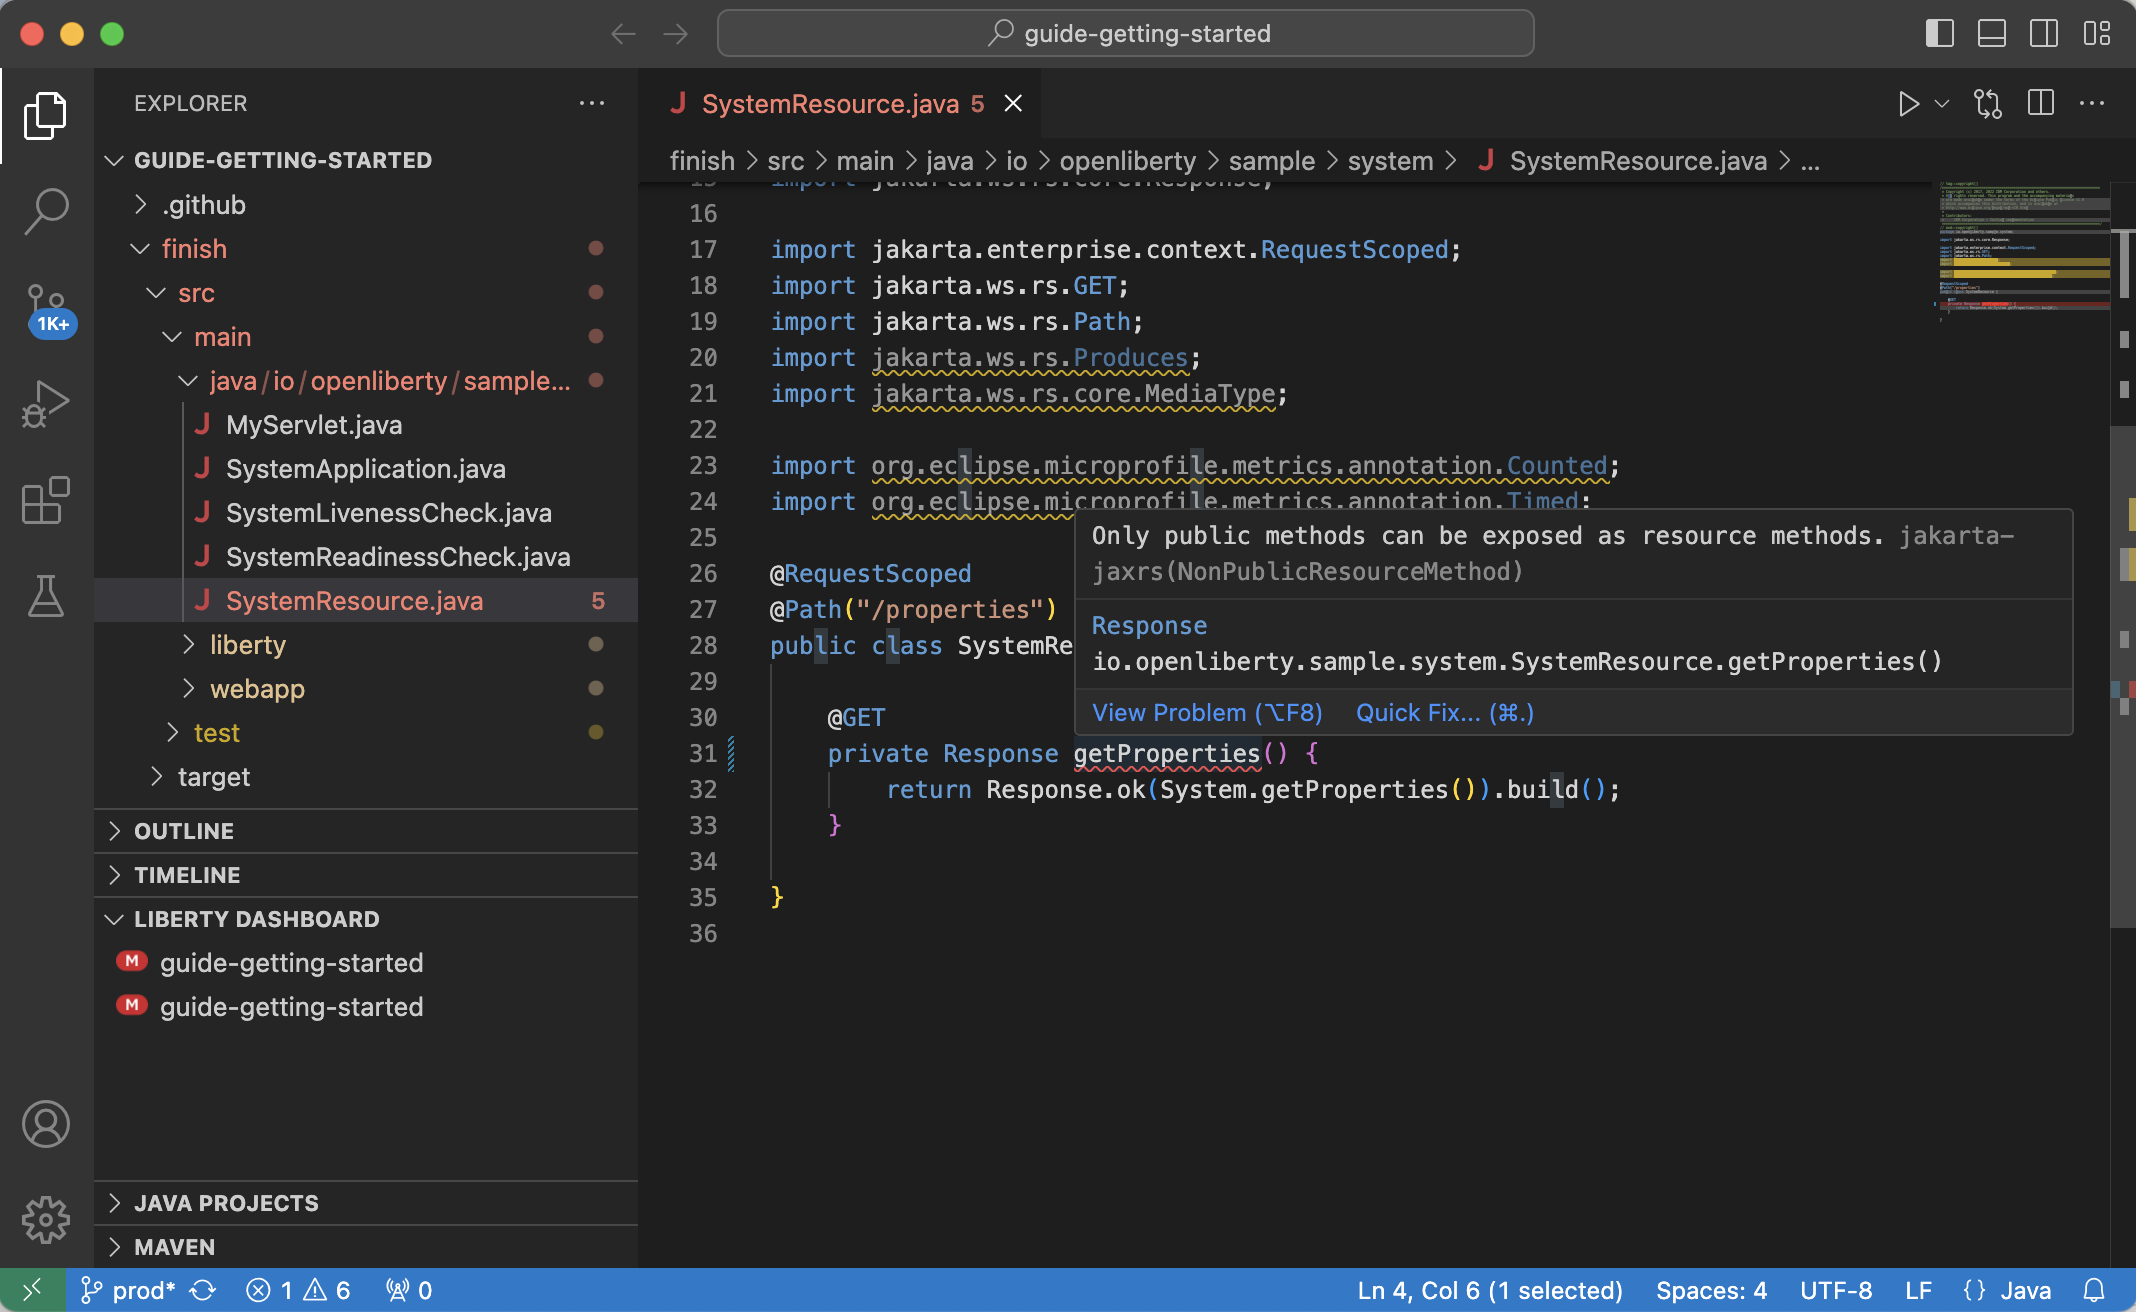 guide-getting-started
EXPLORER
GUIDE-GETTING-STARTED
.github
finish
src
main
java/io/openliberty/sample...
MyServlet.java
SystemApplication.java
SystemLivenessCheck.java
SystemReadinessCheck.java
SystemResource.java 5
liberty
webapp
test
target
OUTLINE
TIMELINE
LIBERTY DASHBOARD
M guide-getting-started
M guide-getting-started
JAVA PROJECTS
MAVEN
1K+
SystemResource.java 5
finish > src > main > java > io > openliberty > sample > system > SystemResource.java > ...
15 import jakarta.ws.rs.core.Response;
16
17 import jakarta.enterprise.context.RequestScoped;
18 import jakarta.ws.rs.GET;
19 import jakarta.ws.rs.Path;
20 import jakarta.ws.rs.Produces;
21 import jakarta.ws.rs.core.MediaType;
22
23 import org.eclipse.microprofile.metrics.annotation.Counted;
24 import org.eclipse.microprofile.metrics.annotation.Timed;
25
26 @RequestScoped
27 @Path("/properties")
28 public class SystemRe
29
30 @GET
31 private Response getProperties() {
32 return Response.ok(System.getProperties()).build();
33 }
34
35 }
36
Only public methods can be exposed as resource methods. jakarta-
jaxrs(NonPublicResourceMethod)
Response
io.openliberty.sample.system.SystemResource.getProperties()
View Problem (⌥F8) Quick Fix... (⌘.)
prod* 1 6 0
Ln 4, Col 6 (1 selected) Spaces: 4 UTF-8 LF {} Java